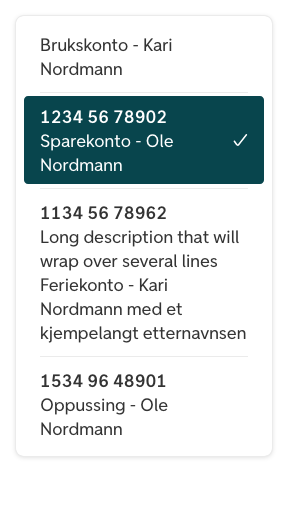 Brukskonto - Kari
Nordmann
1234 56 78902
Sparekonto - Ole
Nordmann
1134 56 78962
Long description that will
wrap over several lines
Feriekonto - Kari
Nordmann med et
kjempelangt etternavnsen
1534 96 48901
Oppussing - Ole
Nordmann